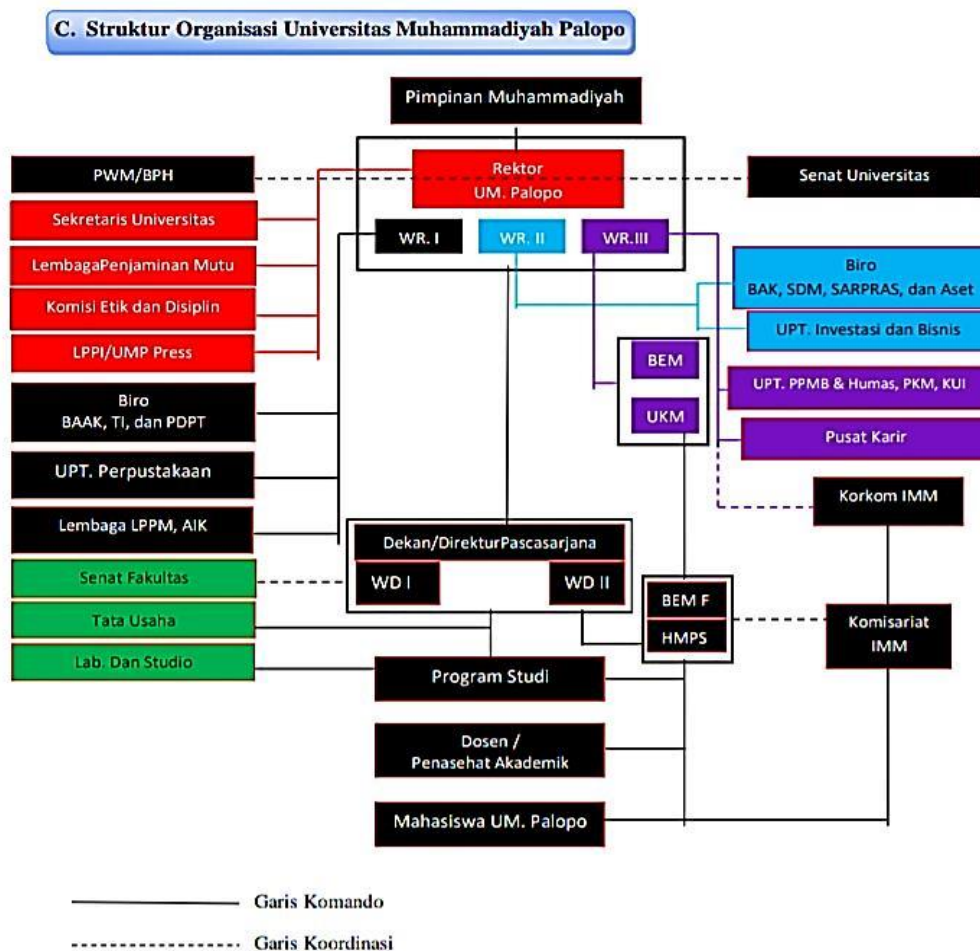 C. Struktur Organisasi Universitas Muhammadiyah Palopo
Pimpinan Muhammadiyah
PWM/BPH
Rektor
UM. Palopo
Senat Universitas
Sekretaris Universitas
WR. I
WR. II
WR.III
LembagaPenjaminan Mutu
Biro
BAK, SDM, SARPRAS, dan Aset
Komisi Etik dan Disiplin
UPT. Investasi dan Bisnis
LPPI/UMP Press
BEM
UPT. PPMB & Humas, PKM, KUI
Biro
BAAK, TI, dan PDPT
UKM
Pusat Karir
UPT. Perpustakaan
Korkom IMM
Lembaga LPPM, AIK
Dekan/DirekturPascasarjana
Senat Fakultas
WD I
WD II
BEM F
Tata Usaha
HMPS
Komisariat
IMM
Lab. Dan Studio
Program Studi
Dosen /
Penasehat Akademik
Mahasiswa UM. Palopo
Garis Komando
Garis Koordinasi